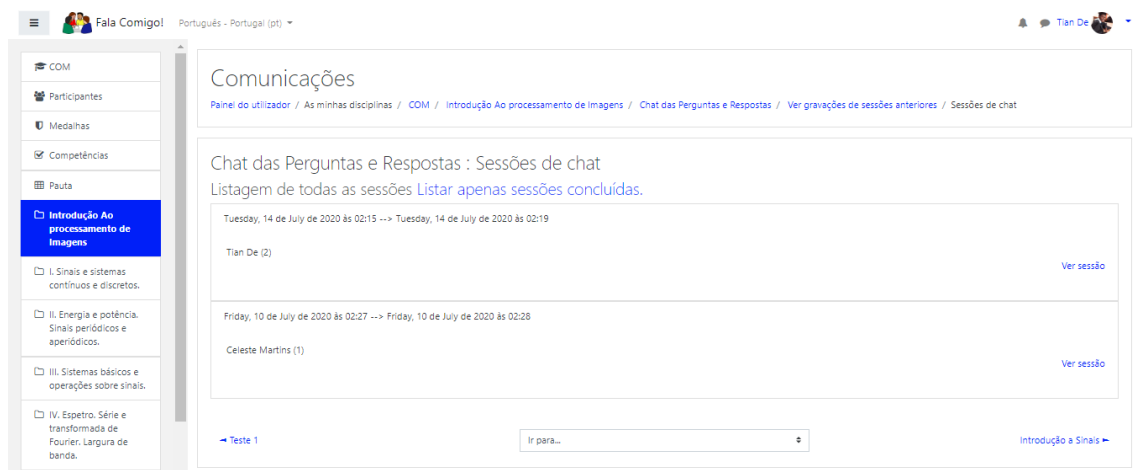 Fala Comigo!
Português - Portugal (pt)
Tian De
COM
Participantes
Medalhas
Competências
Pauta
Introdução Ao
processamento de
Imagens
I. Sinais e sistemas
contínuos e discretos.
II. Energia e potência.
Sinais periódicos e
aperiódicos.
III. Sistemas básicos e
operações sobre sinais.
IV. Espetro. Série e
transformada de
Fourier. Largura de
banda.
Comunicações
Painel do utilizador / As minhas disciplinas / COM / Introdução Ao processamento de Imagens / Chat das Perguntas e Respostas / Ver gravações de sessões anteriores / Sessões de chat
Chat das Perguntas e Respostas : Sessões de chat
Listagem de todas as sessões Listar apenas sessões concluídas.
Tuesday, 14 de July de 2020 às 02:15 --> Tuesday, 14 de July de 2020 às 02:19
Tian De (2)
Ver sessão
Friday, 10 de July de 2020 às 02:27 --> Friday, 10 de July de 2020 às 02:28
Celeste Martins (1)
Ver sessão
◄ Teste 1
Ir para...
Introdução a Sinais ►